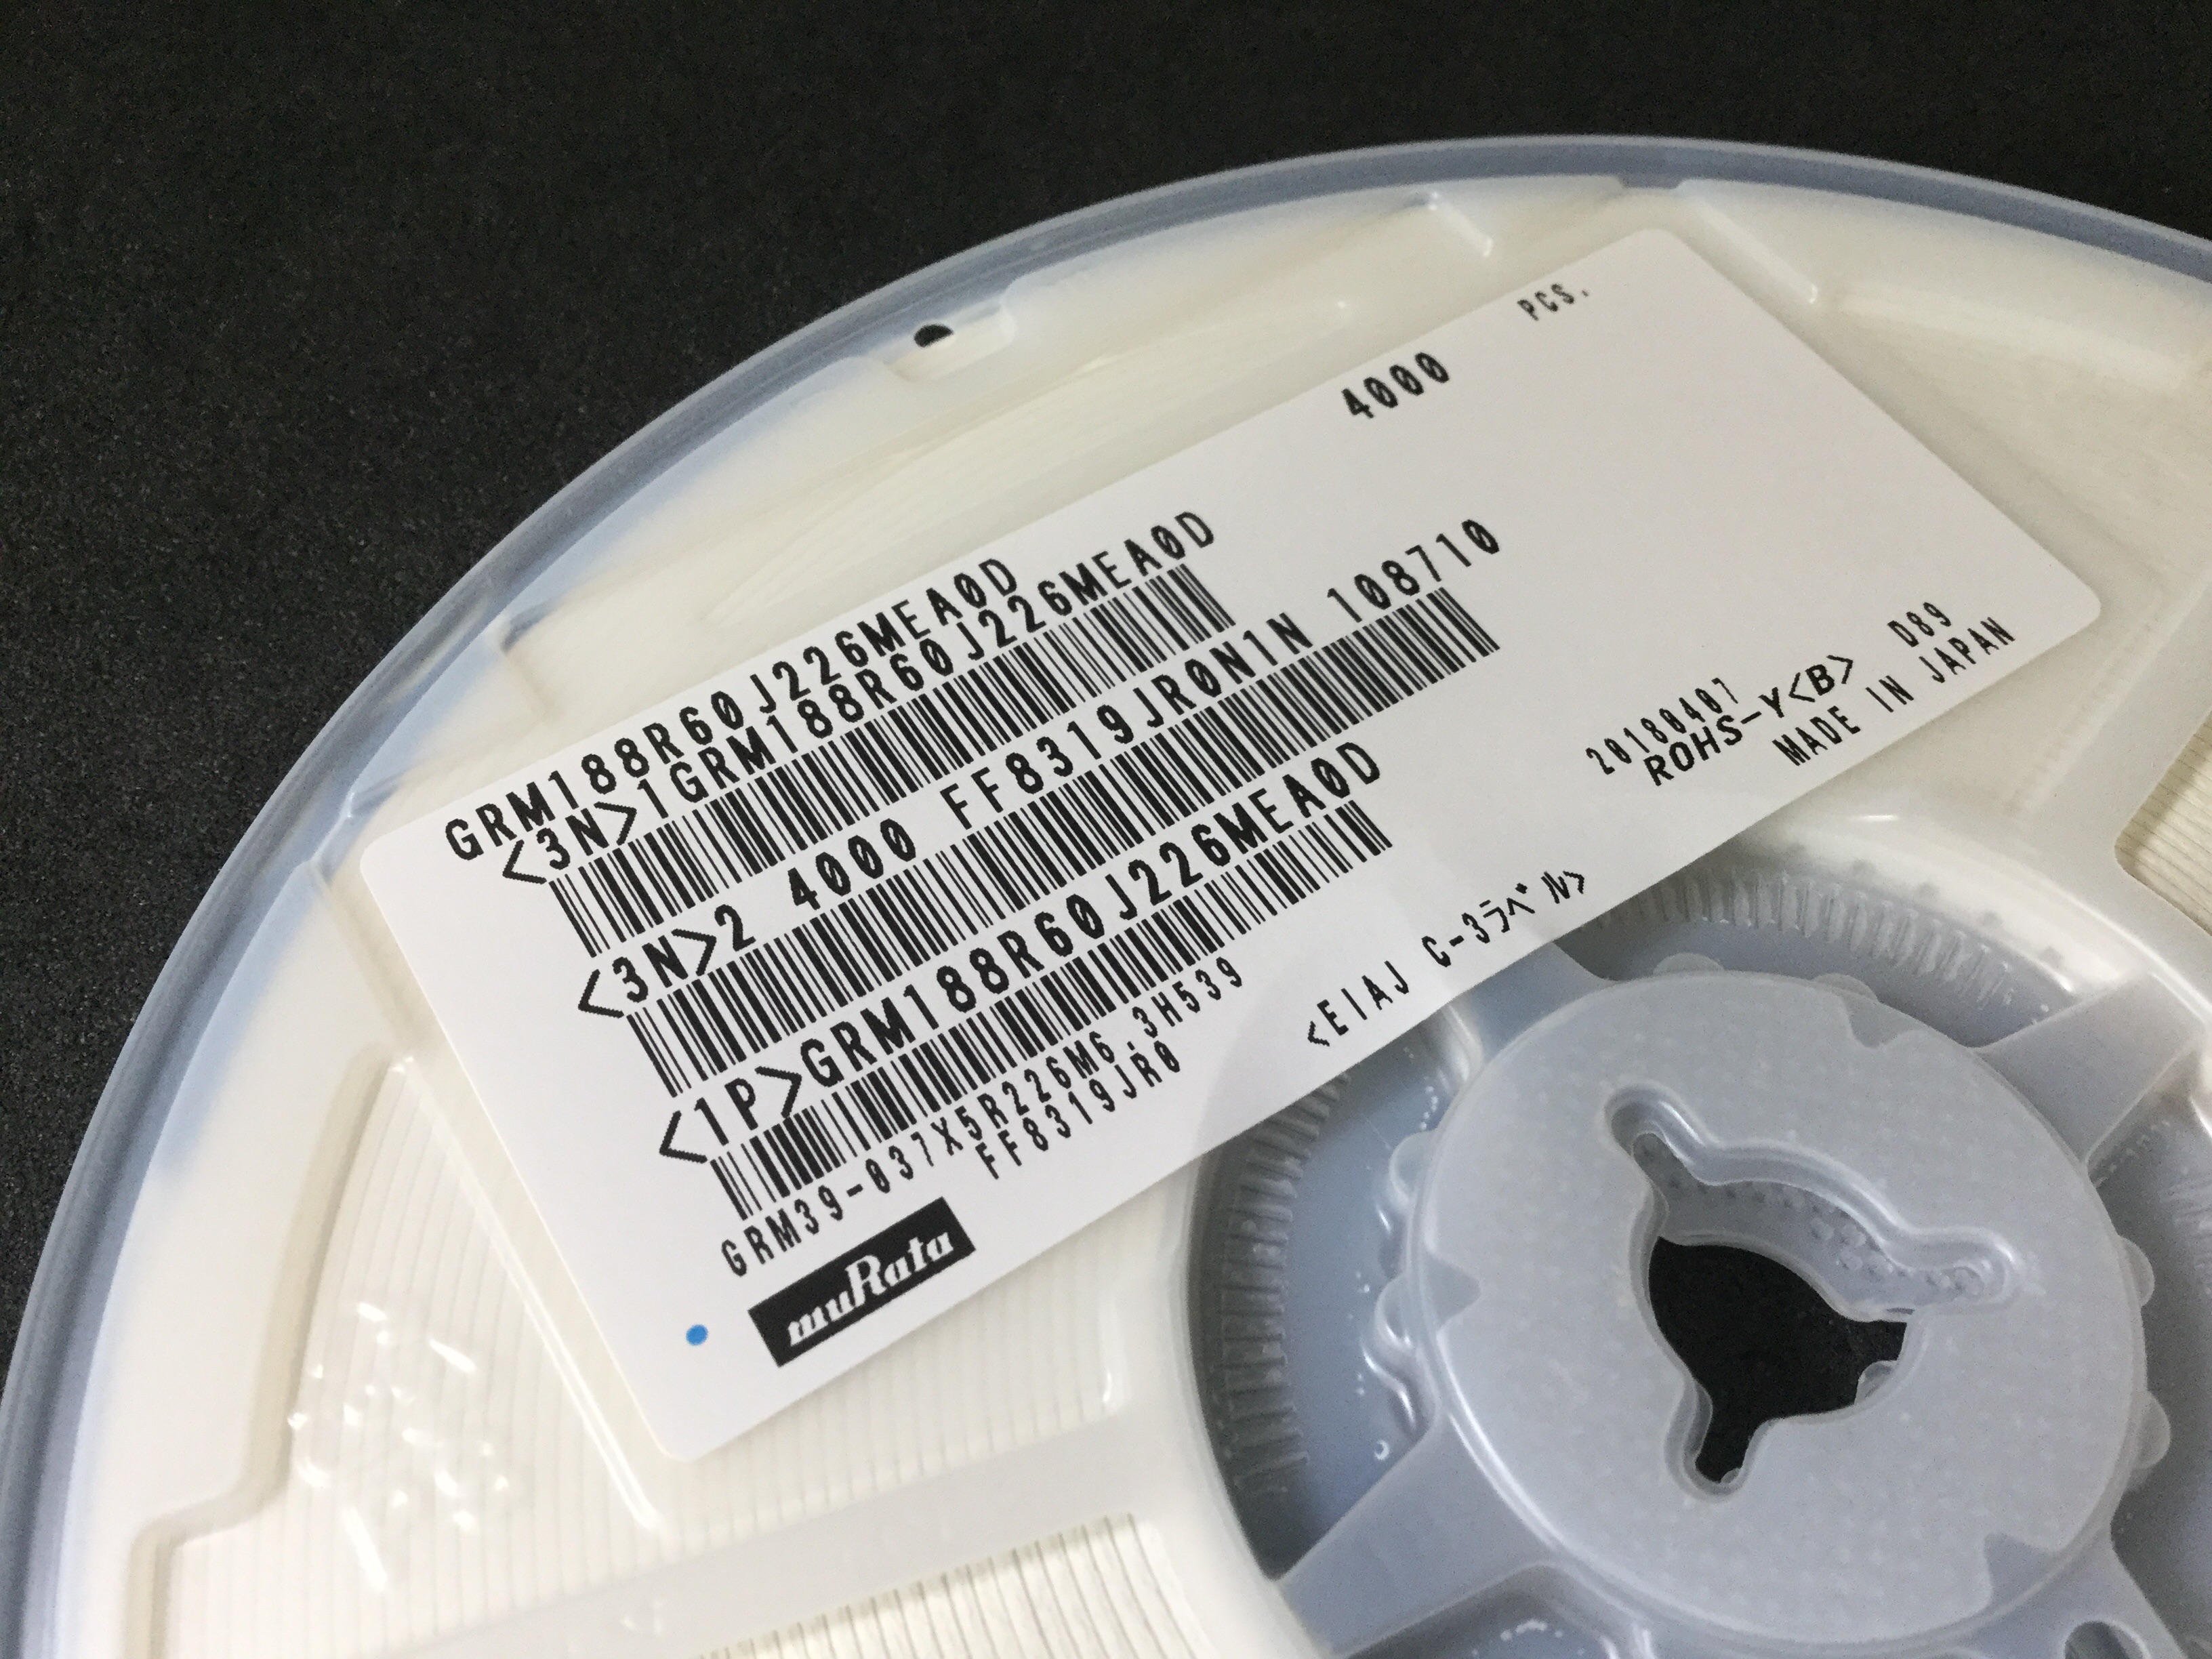 GRM188R60J226MEA0D
4000
PCS.
<3N>1GRM188R60J226MEA0D
<3N>2 4000 FF8319JR0N1N 108710
<1P>GRM188R60J226MEA0D
GRM39-037X5R226M6.3H539
FF8319JR0
20180407
D89
ROHS-Y<B>
MADE IN JAPAN
<EIAJ C-3ラベル>
muRata